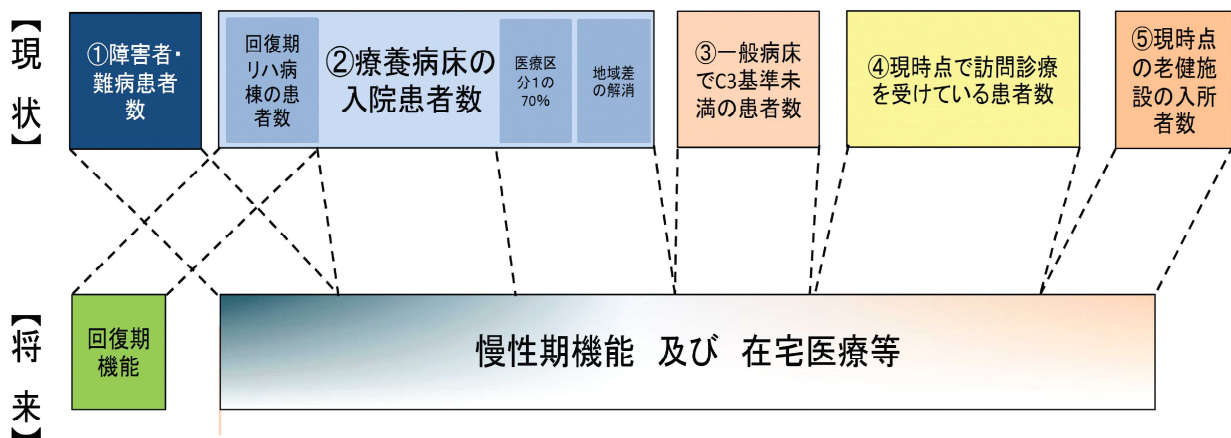 【現状】
①障害者・
難病患者
数
回復期
リハ病
棟の患
者数
②療養病床の
入院患者数
医療区
分1の
70%
地域差
の解消
③一般病床
でC3基準未
満の患者数
④現時点で訪問診療
を受けている患者数
⑤現時点
の老健施
設の入所
者数
【将来】
回復期
機能
慢性期機能 及び 在宅医療等